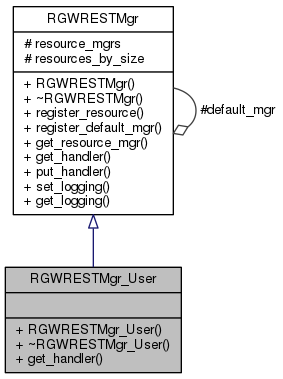 RGWRESTMgr
# resource_mgrs
# resources_by_size
+ RGWRESTMgr()
+ ~RGWRESTMgr()
+ register_resource()
+ register_default_mgr()
+ get_resource_mgr()
+ get_handler()
+ put_handler()
+ set_logging()
+ get_logging()
#default_mgr
RGWRESTMgr_User
+ RGWRESTMgr_User()
+ ~RGWRESTMgr_User()
+ get_handler()